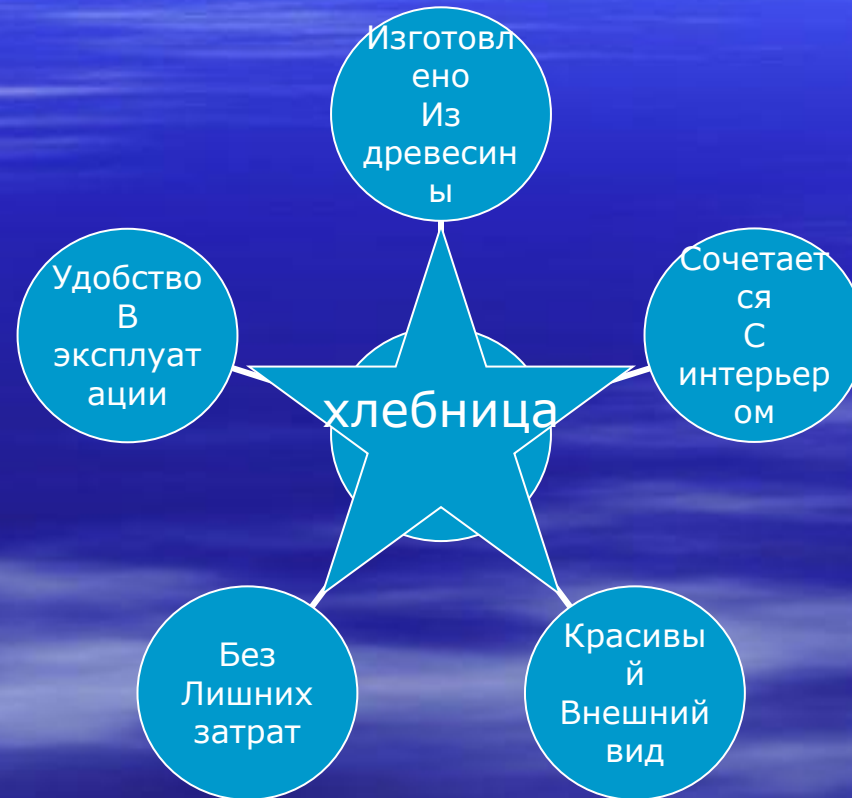 Изготовл
ено
Из
древесин
ы
Сочетает
ся
С
интерьер
ом
Красивы
й
Внешний
вид
Без
Лишних
затрат
Удобство
В
эксплуат
ации
хлебница